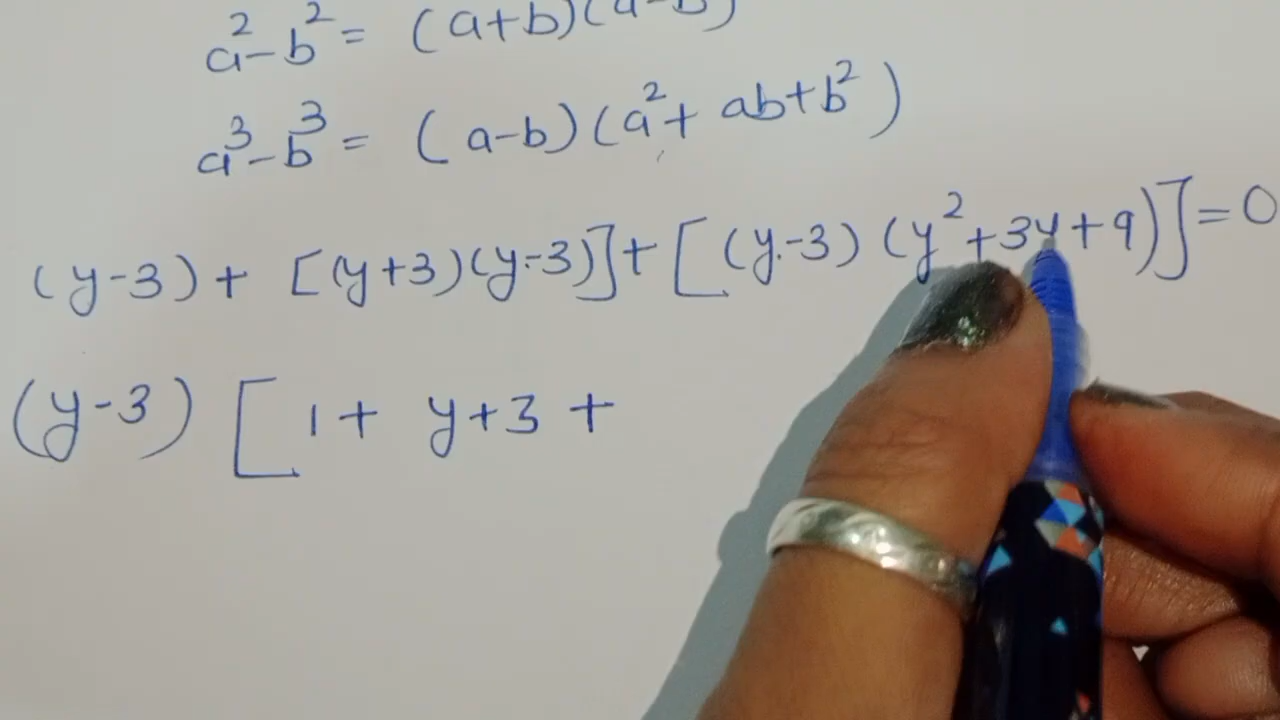 a² - b² = (a+b)(a-b)
a³ - b³ = (a-b)(a² + ab + b²)
(y-3) + [(y+3)(y-3)] + [(y-3)(y² + 3y + 9)] = 0
(y-3) [ 1 + y+3 +